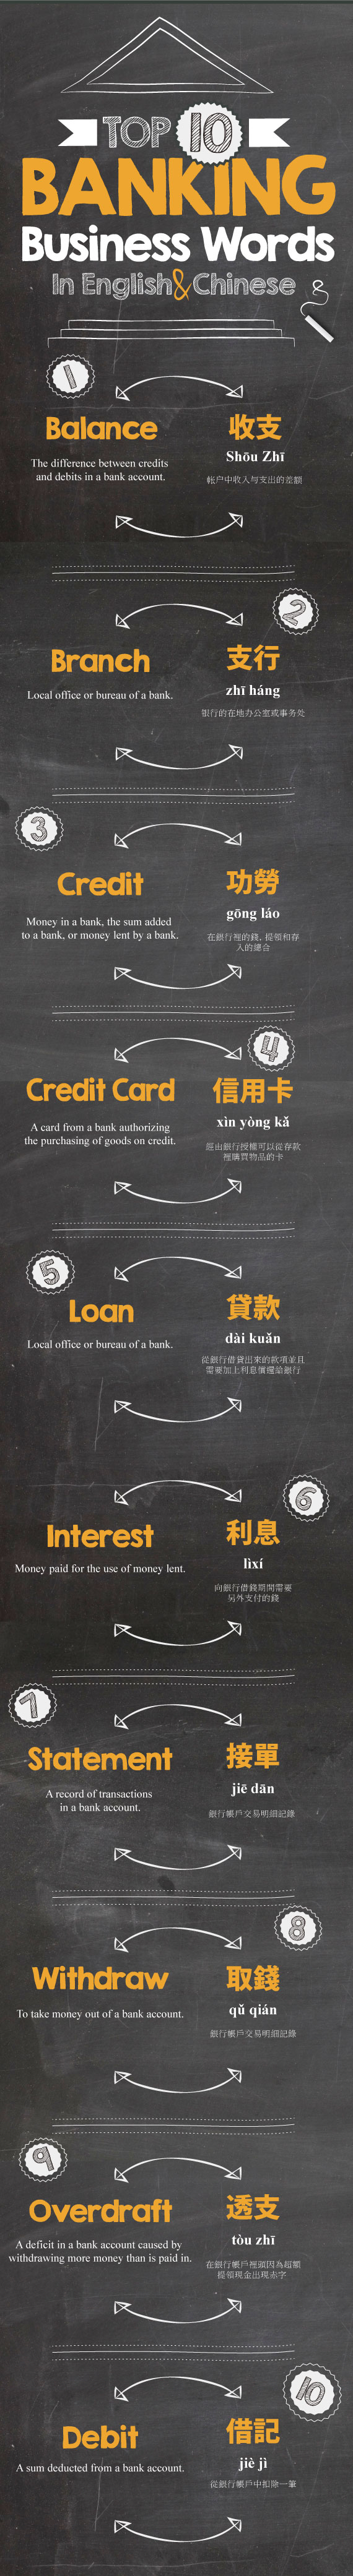 TOP 10
BANKING
Business Words
In English & Chinese
1
Balance
The difference between credits
and debits in a bank account.
收支
Shōu Zhī
帐户中收入与支出的差额
2
Branch
Local office or bureau of a bank.
支行
zhī háng
银行的在地办公室或事务处
3
Credit
Money in a bank, the sum added
to a bank, or money lent by a bank.
功勞
gōng láo
在銀行裡的錢，提領和存
入的總合
4
Credit Card
A card from a bank authorizing
the purchasing of goods on credit.
信用卡
xìn yòng kǎ
經由銀行授權可以從存款
裡購買物品的卡
5
Loan
Local office or bureau of a bank.
貸款
dài kuǎn
從銀行借貸出來的款項並且
需要加上利息償還給銀行
6
Interest
Money paid for the use of money lent.
利息
lìxí
向銀行借錢期間需要
另外支付的錢
7
Statement
A record of transactions
in a bank account.
接單
jiē dān
銀行帳戶交易明細記錄
8
Withdraw
To take money out of a bank account.
取錢
qǔ qián
銀行帳戶交易明細記錄
9
Overdraft
A deficit in a bank account caused by
withdrawing more money than is paid in.
透支
tòu zhī
在銀行帳戶裡頭因為超額
提領現金出現赤字
10
Debit
A sum deducted from a bank account.
借記
jiè jì
從銀行帳戶中扣除一筆